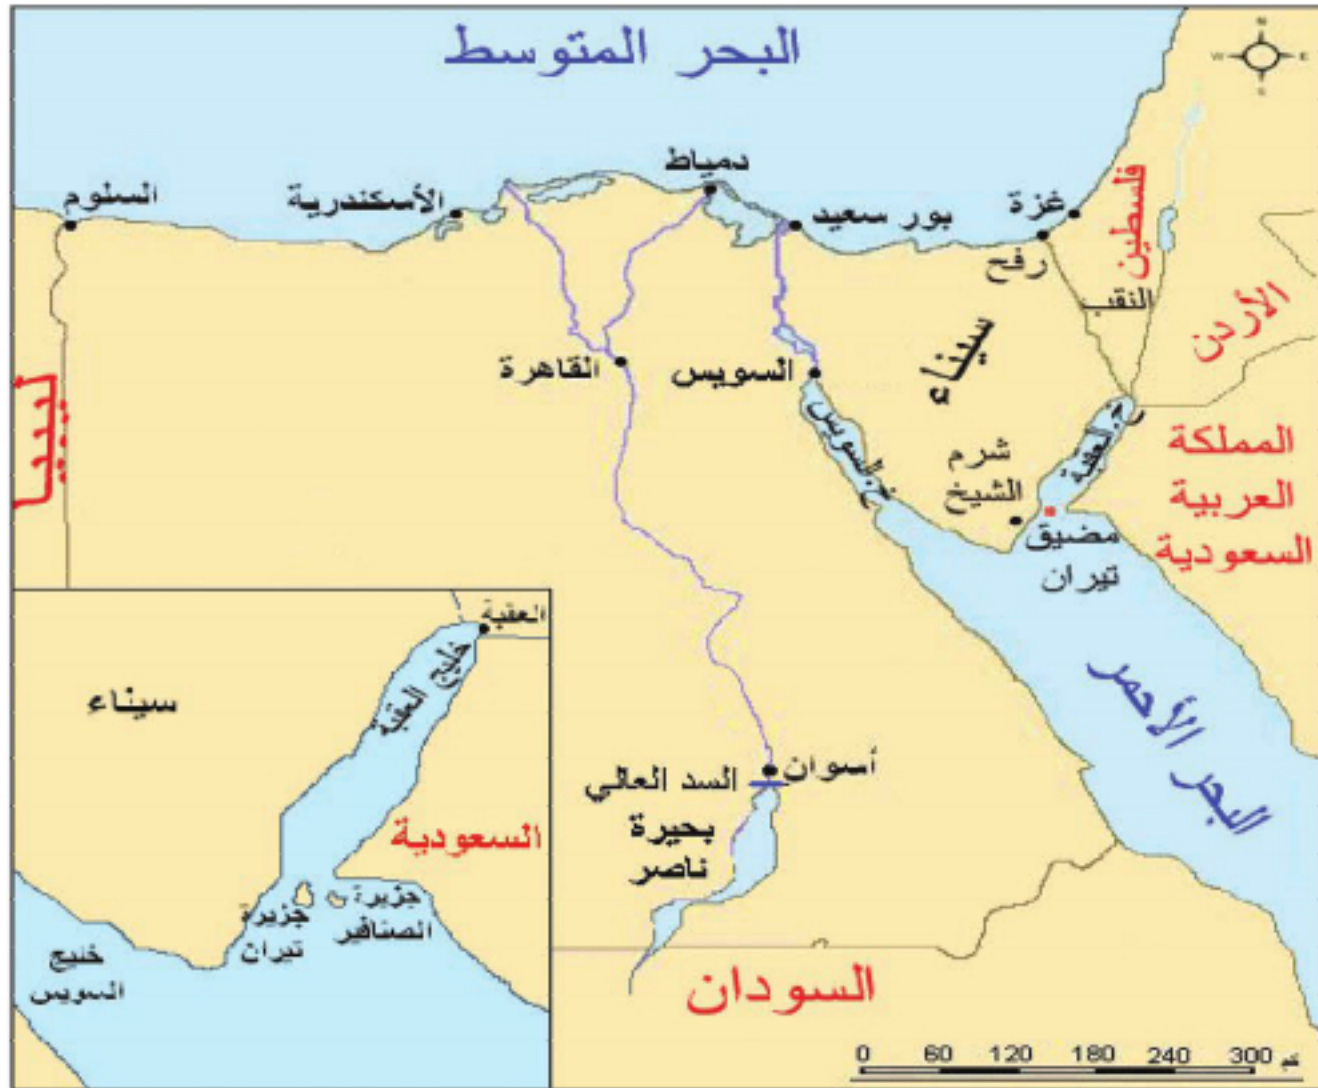 البحر المتوسط
N
W E
S
دمياط
السلوم
الأسكندرية
بور سعيد
غزة
رفح
فلسطين
النقب
الأردن
سيناء
القاهرة
السويس
خ. السويس
خ. العقبة
ليبيا
شرم
الشيخ
مضيق
تيران
المملكة
العربية
السعودية
البحر الأحمر
أسوان
السد العالي
بحيرة
ناصر
السودان
العقبة
خليج العقبة
سيناء
السعودية
جزيرة
تيران
جزيرة
الصنافير
خليج
السويس
0 60 120 180 240 300 كم